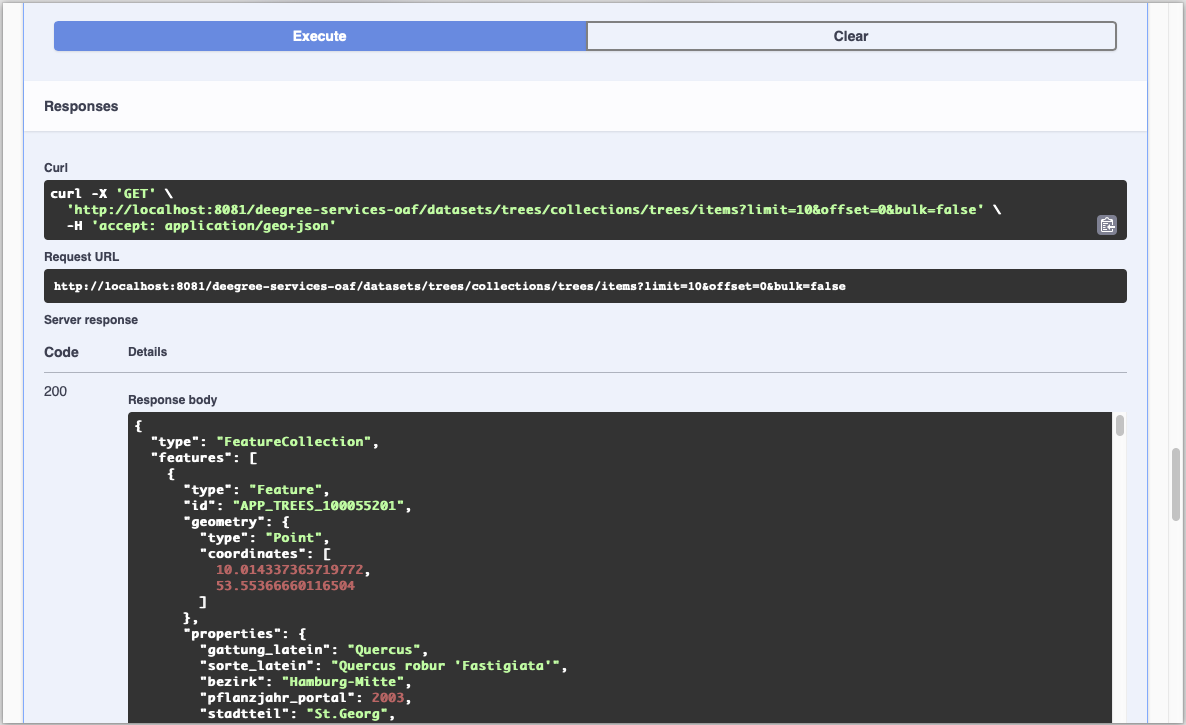 Execute
Clear
Responses
Curl
curl -X 'GET' \
  'http://localhost:8081/deegree-services-oaf/datasets/trees/collections/trees/items?limit=10&offset=0&bulk=false' \
  -H 'accept: application/geo+json'
Request URL
http://localhost:8081/deegree-services-oaf/datasets/trees/collections/trees/items?limit=10&offset=0&bulk=false
Server response
Code Details
200
Response body
{
  "type": "FeatureCollection",
  "features": [
    {
      "type": "Feature",
      "id": "APP_TREES_100055201",
      "geometry": {
        "type": "Point",
        "coordinates": [
          10.014337365719772,
          53.55366660116504
        ]
      },
      "properties": {
        "gattung_latein": "Quercus",
        "sorte_latein": "Quercus robur 'Fastigiata'",
        "bezirk": "Hamburg-Mitte",
        "pflanzjahr_portal": 2003,
        "stadtteil": "St.Georg",